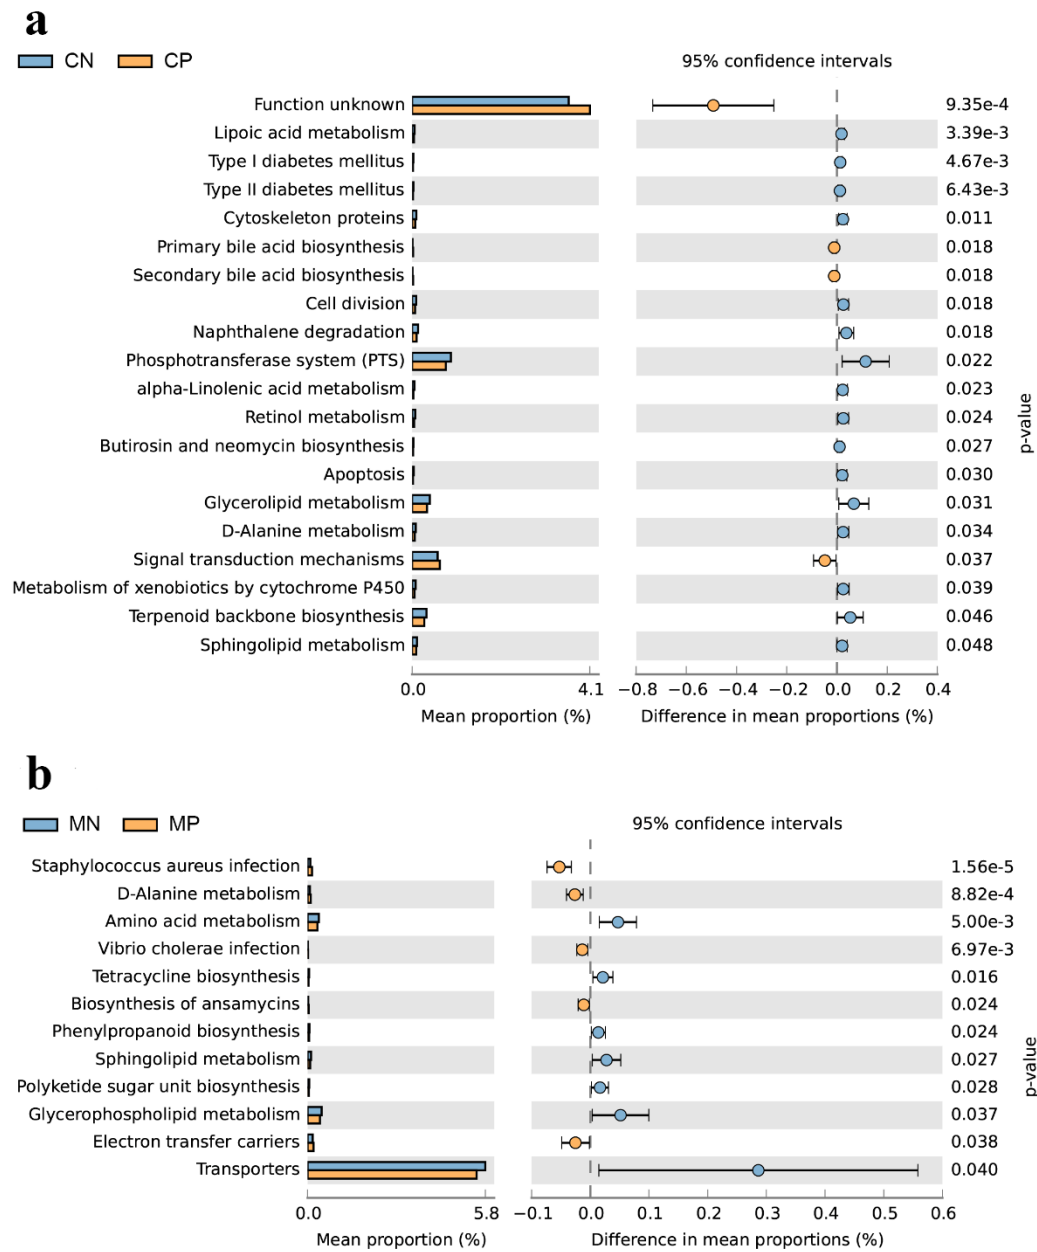 a
CN CP
95% confidence intervals
Function unknown 9.35e-4
Lipoic acid metabolism 3.39e-3
Type I diabetes mellitus 4.67e-3
Type II diabetes mellitus 6.43e-3
Cytoskeleton proteins 0.011
Primary bile acid biosynthesis 0.018
Secondary bile acid biosynthesis 0.018
Cell division 0.018
Naphthalene degradation 0.018
Phosphotransferase system (PTS) 0.022
alpha-Linolenic acid metabolism 0.023
Retinol metabolism 0.024
Butirosin and neomycin biosynthesis 0.027
Apoptosis 0.030
Glycerolipid metabolism 0.031
D-Alanine metabolism 0.034
Signal transduction mechanisms 0.037
Metabolism of xenobiotics by cytochrome P450 0.039
Terpenoid backbone biosynthesis 0.046
Sphingolipid metabolism 0.048
p-value
0.0 4.1 −0.8 −0.6 −0.4 −0.2 0.0 0.2 0.4
Mean proportion (%) Difference in mean proportions (%)
b
MN MP
95% confidence intervals
Staphylococcus aureus infection 1.56e-5
D-Alanine metabolism 8.82e-4
Amino acid metabolism 5.00e-3
Vibrio cholerae infection 6.97e-3
Tetracycline biosynthesis 0.016
Biosynthesis of ansamycins 0.024
Phenylpropanoid biosynthesis 0.024
Sphingolipid metabolism 0.027
Polyketide sugar unit biosynthesis 0.028
Glycerophospholipid metabolism 0.037
Electron transfer carriers 0.038
Transporters 0.040
p-value
0.0 5.8 −0.1 0.0 0.1 0.2 0.3 0.4 0.5 0.6
Mean proportion (%) Difference in mean proportions (%)